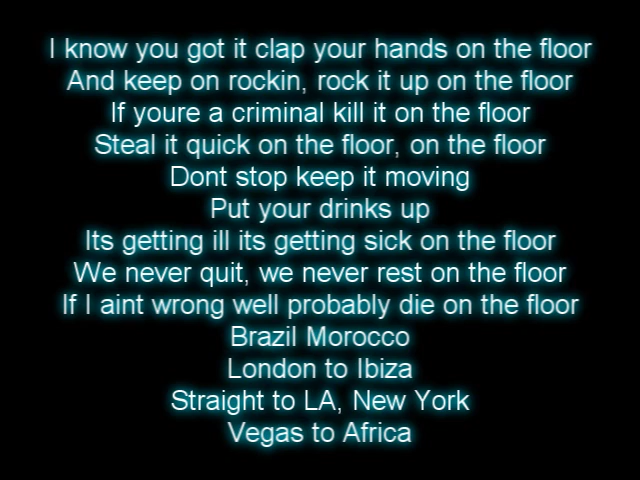 I know you got it clap your hands on the floor
And keep on rockin, rock it up on the floor
If youre a criminal kill it on the floor
Steal it quick on the floor, on the floor
Dont stop keep it moving
Put your drinks up
Its getting ill its getting sick on the floor
We never quit, we never rest on the floor
If I aint wrong well probably die on the floor
Brazil Morocco
London to Ibiza
Straight to LA, New York
Vegas to Africa